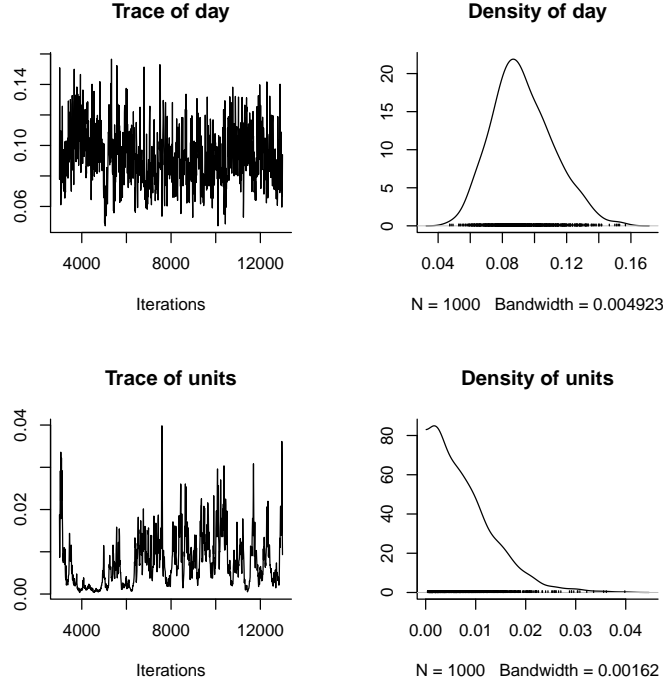 Trace of day
0.06 0.10 0.14
4000 8000 12000
Iterations
Density of day
0 5 10 15 20
0.04 0.08 0.12 0.16
N = 1000 Bandwidth = 0.004923
Trace of units
0.00 0.02 0.04
4000 8000 12000
Iterations
Density of units
0 20 40 60 80
0.00 0.01 0.02 0.03 0.04
N = 1000 Bandwidth = 0.00162